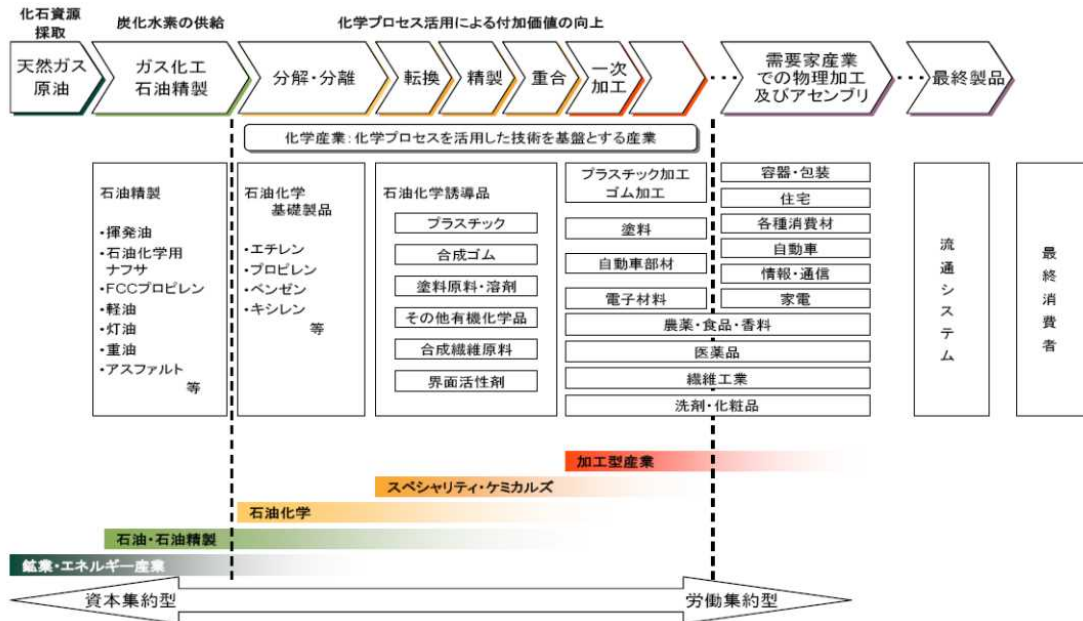 化石資源
採取
炭化水素の供給
化学プロセス活用による付加価値の向上
天然ガス
原油
ガス化工
石油精製
分解・分離
転換
精製
重合
一次
加工
・・・
需要家産業
での物理加工
及びアセンブリ
・・・
最終製品
化学産業：化学プロセスを活用した技術を基盤とする産業
石油精製
・揮発油
・石油化学用
ナフサ
・FCCプロピレン
・軽油
・灯油
・重油
・アスファルト
等
石油化学
基礎製品
・エチレン
・プロピレン
・ベンゼン
・キシレン
等
石油化学誘導品
プラスチック
合成ゴム
塗料原料・溶剤
その他有機化学品
合成繊維原料
界面活性剤
プラスチック加工
ゴム加工
塗料
自動車部材
電子材料
容器・包装
住宅
各種消費材
自動車
情報・通信
家電
農薬・食品・香料
医薬品
繊維工業
洗剤・化粧品
流通システム
最終消費者
加工型産業
スペシャリティ・ケミカルズ
石油化学
石油・石油精製
鉱業・エネルギー産業
資本集約型
労働集約型